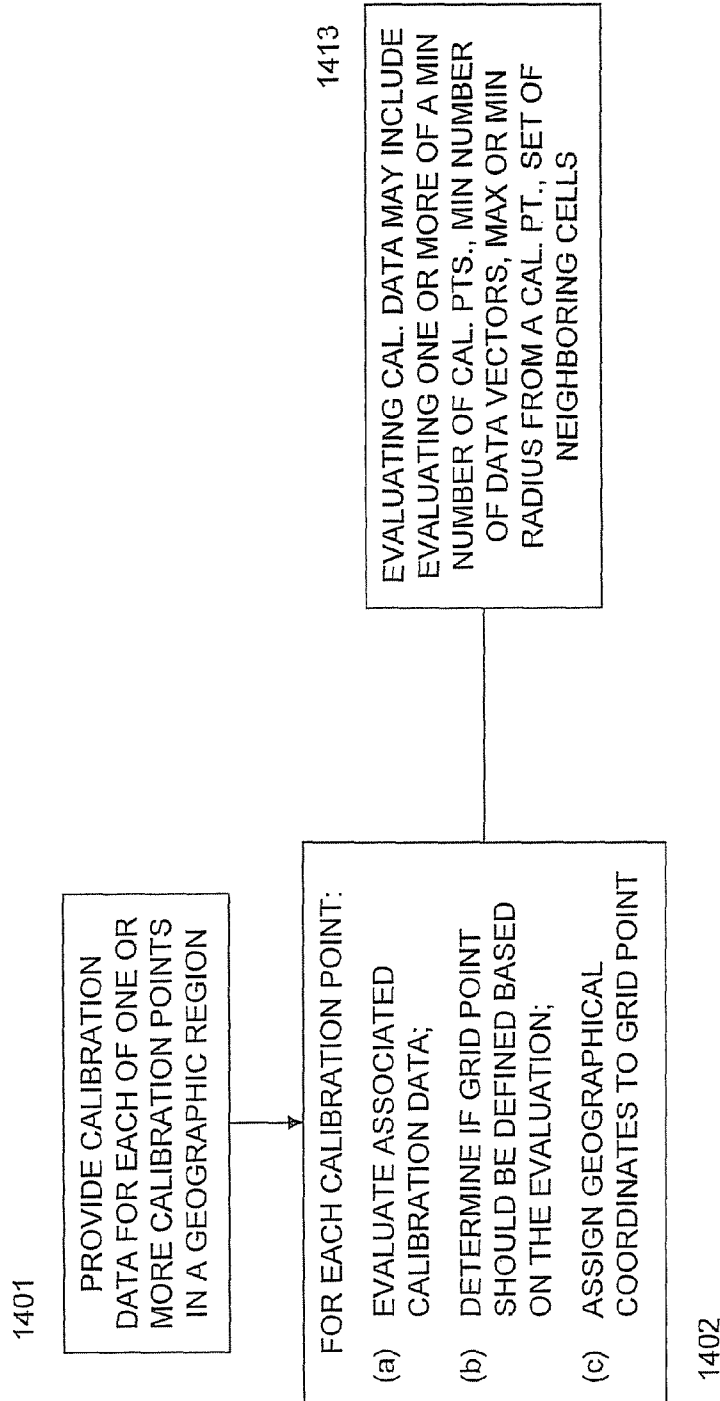 1401
PROVIDE CALIBRATION
DATA FOR EACH OF ONE OR
MORE CALIBRATION POINTS
IN A GEOGRAPHIC REGION
FOR EACH CALIBRATION POINT:
(a) EVALUATE ASSOCIATED
CALIBRATION DATA;
(b) DETERMINE IF GRID POINT
SHOULD BE DEFINED BASED
ON THE EVALUATION;
(c) ASSIGN GEOGRAPHICAL
COORDINATES TO GRID POINT
1402
1413
EVALUATING CAL. DATA MAY INCLUDE
EVALUATING ONE OR MORE OF A MIN
NUMBER OF CAL. PTS., MIN NUMBER
OF DATA VECTORS, MAX OR MIN
RADIUS FROM A CAL. PT., SET OF
NEIGHBORING CELLS